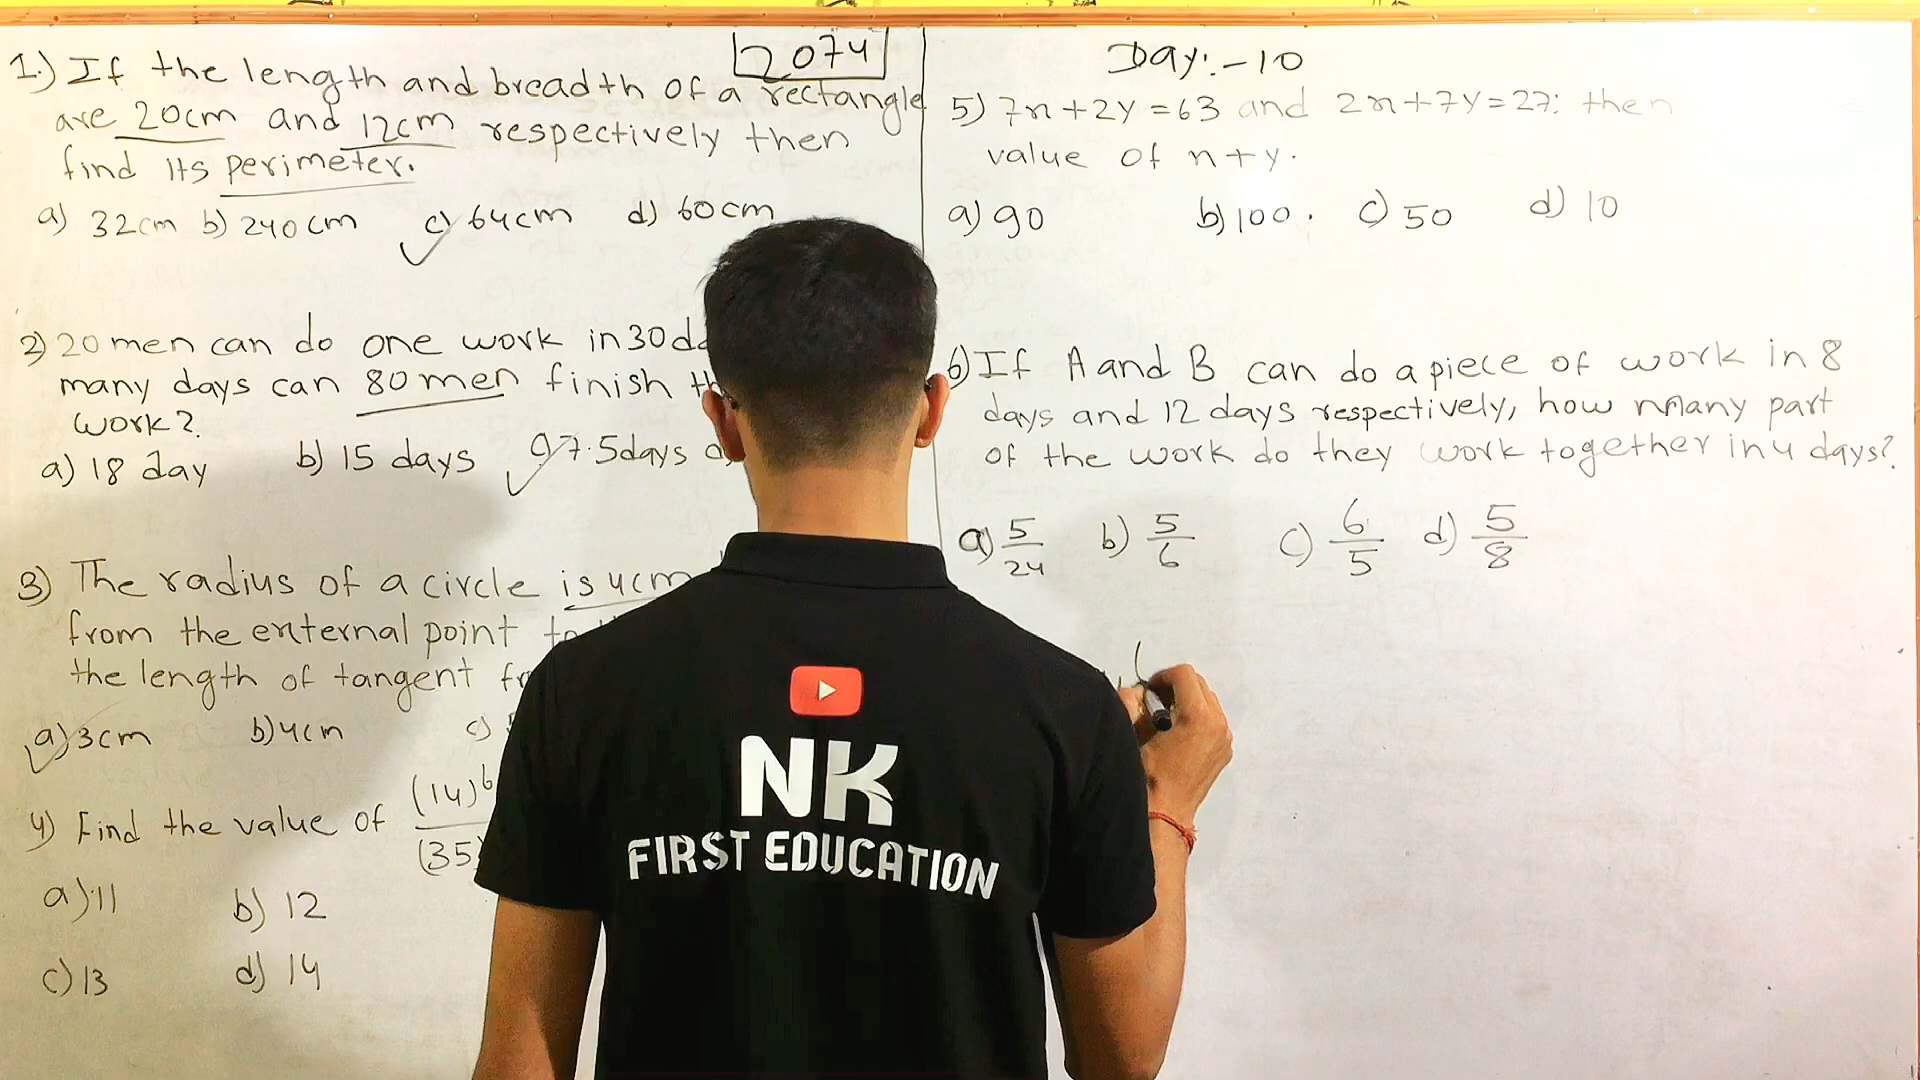 2074
1.) If the length and breadth of a rectangle
are 20cm and 12cm respectively then
find its perimeter.
a) 32cm b) 240cm c) 64cm d) 60cm
2) 20 men can do one work in 30
many days can 80 men finish
work?
a) 18 day b) 15 days c) 7.5days
3) The radius of a circle is 4cm
from the external point
the length of tangent
a) 3cm b) 4cm c)
4) Find the value of (14)^6
(35)
a) 11 b) 12
c) 13 d) 14
Day:-10
5) 7x+2y=63 and 2x+7y=27: then
value of x+y.
a) 90 b) 100. c) 50 d) 10
6) If A and B can do a piece of work in 8
days and 12 days respectively, how many part
of the work do they work together in 4 days?
a) 5/24 b) 5/6 c) 6/5 d) 5/8
NK
FIRST EDUCATION